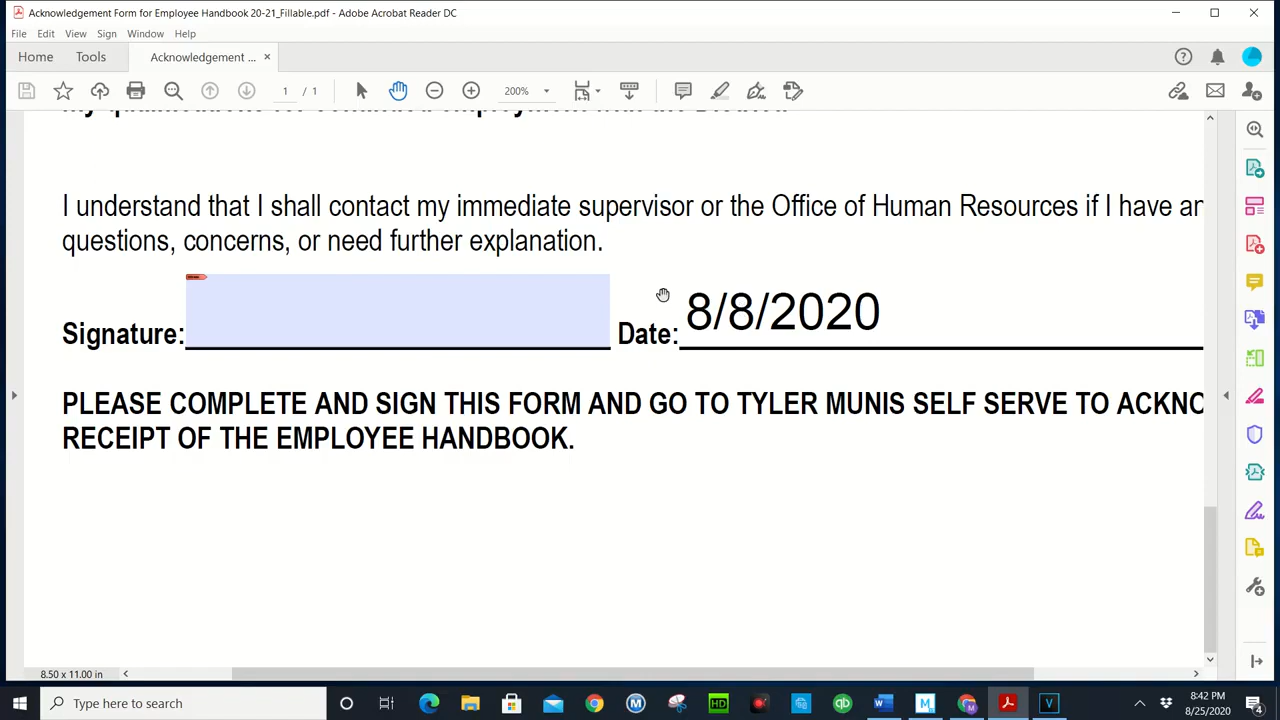 Acknowledgement Form for Employee Handbook 20-21_Fillable.pdf - Adobe Acrobat Reader DC
File Edit View Sign Window Help
Home Tools Acknowledgement ... ×
1 / 1 200%
I understand that I shall contact my immediate supervisor or the Office of Human Resources if I have an
questions, concerns, or need further explanation.
Signature: Date: 8/8/2020
PLEASE COMPLETE AND SIGN THIS FORM AND GO TO TYLER MUNIS SELF SERVE TO ACKNO
RECEIPT OF THE EMPLOYEE HANDBOOK.
8.50 x 11.00 in
Type here to search
8:42 PM
8/25/2020